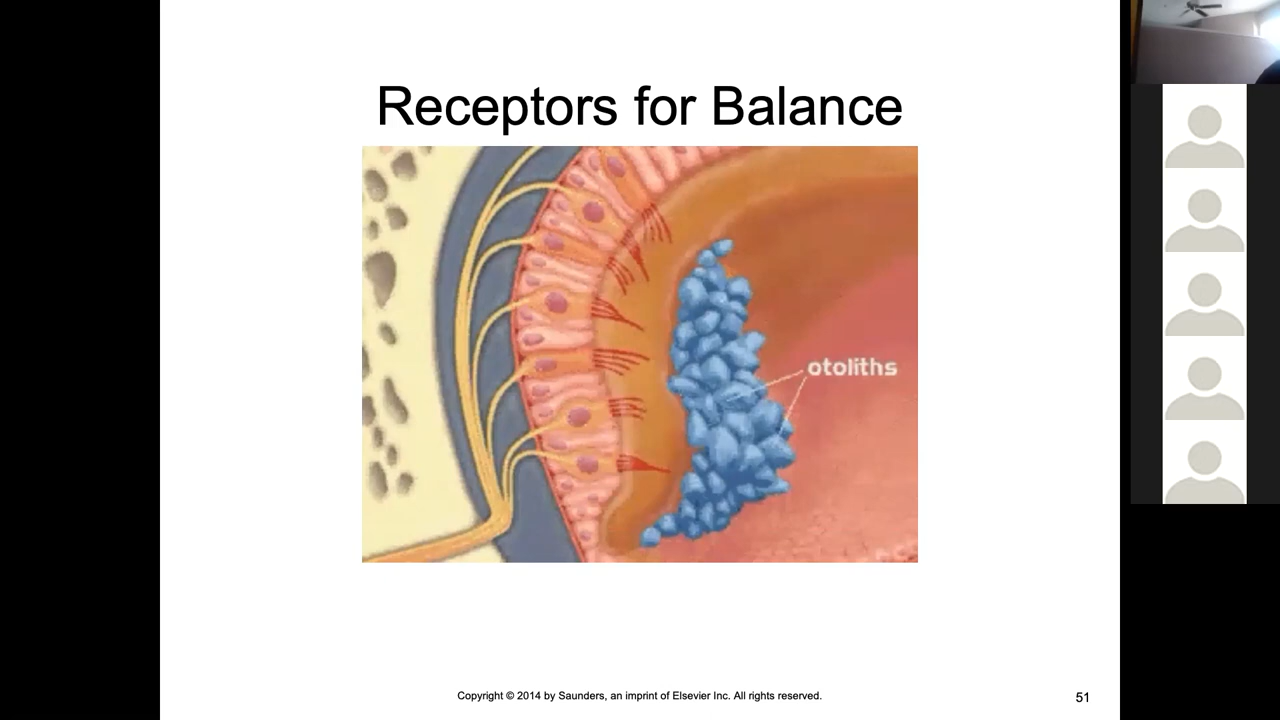 Receptors for Balance
otoliths
Copyright © 2014 by Saunders, an imprint of Elsevier Inc. All rights reserved.
51